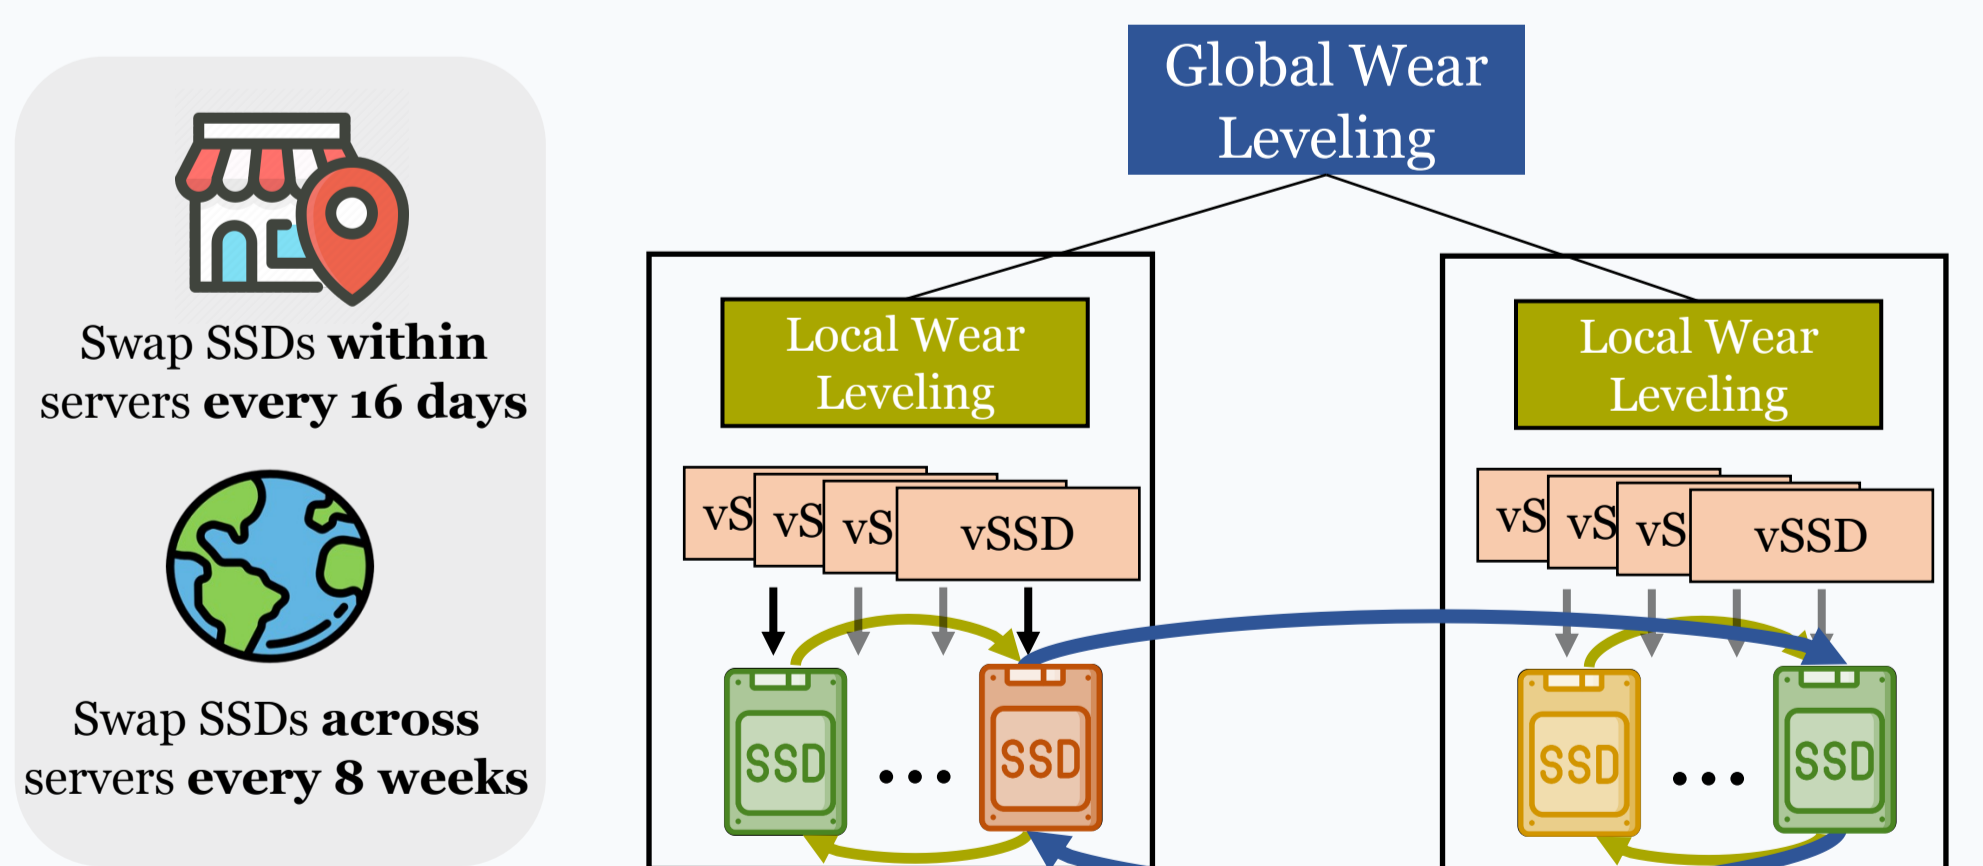 Global Wear
Leveling
Swap SSDs within
servers every 16 days
Swap SSDs across
servers every 8 weeks
Local Wear
Leveling
vS vS vS vSSD
SSD ... SSD
Local Wear
Leveling
vS vS vS vSSD
SSD ... SSD